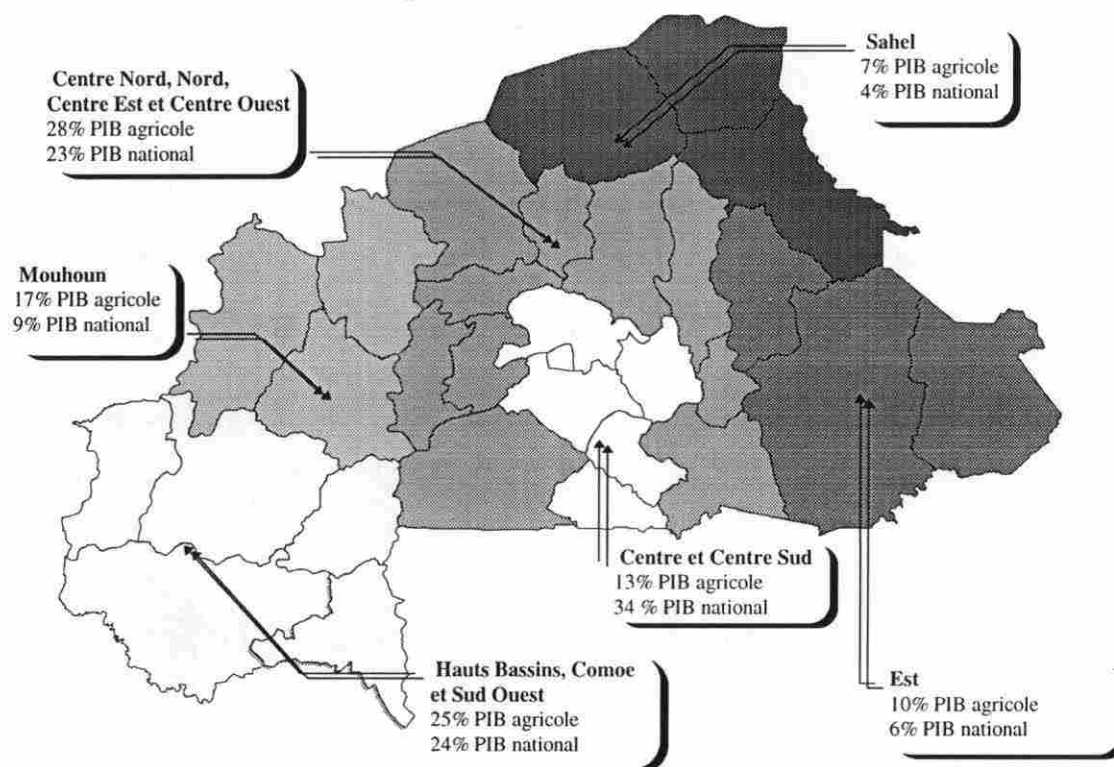 Sahel
7% PIB agricole
4% PIB national
Centre Nord, Nord,
Centre Est et Centre Ouest
28% PIB agricole
23% PIB national
Mouhoun
17% PIB agricole
9% PIB national
Centre et Centre Sud
13% PIB agricole
34 % PIB national
Hauts Bassins, Comoe
et Sud Ouest
25% PIB agricole
24% PIB national
Est
10% PIB agricole
6% PIB national